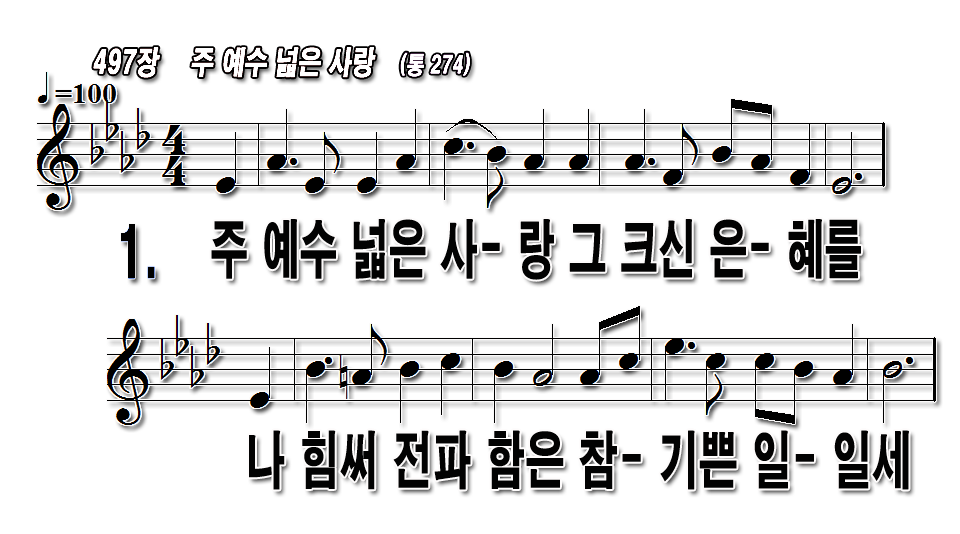 497장 주 예수 넓은 사랑 (통 274)
♩=100
4
4
1. 주 예수 넓은 사- 랑 그 크신 은- 혜를
나 힘써 전파 함은 참- 기쁜 일- 일세